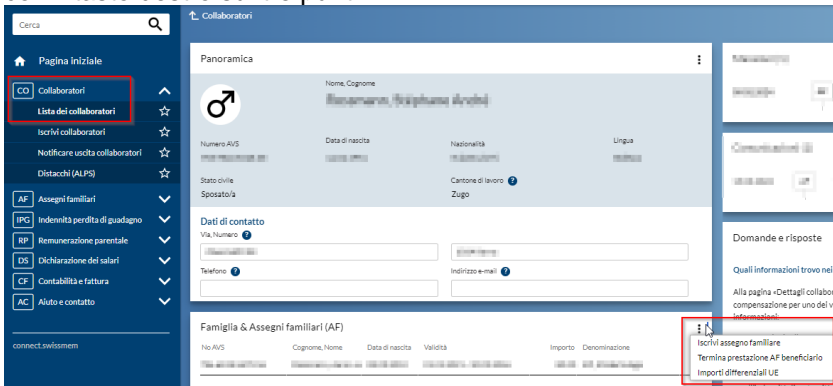 Cerca
Collaboratori
Pagina iniziale
CO Collaboratori
Lista dei collaboratori
Iscrivi collaboratori
Notificare uscita collaboratori
Distacchi (ALPS)
AF Assegni familiari
IPG Indennità perdita di guadagno
RP Remunerazione parentale
DS Dichiarazione dei salari
CF Contabilità e fattura
AC Aiuto e contatto
connect.swissmem
Panoramica
Nome, Cognome
Numero AVS Data di nascita Nazionalità Lingua
Stato civile Cantone di lavoro ?
Sposato/a Zugo
Dati di contatto
Via, Numero ?
Telefono ? Indirizzo e-mail ?
Famiglia & Assegni familiari (AF)
No AVS Cognome, Nome Data di nascita Validità Importo Denominazione
Domande e risposte
Quali informazioni trovo nei
Alla pagina «Dettagli collabor
compensazione per uno dei v
informazioni:
Iscrivi assegno familiare
Termina prestazione AF beneficiario
Importi differenziali UE